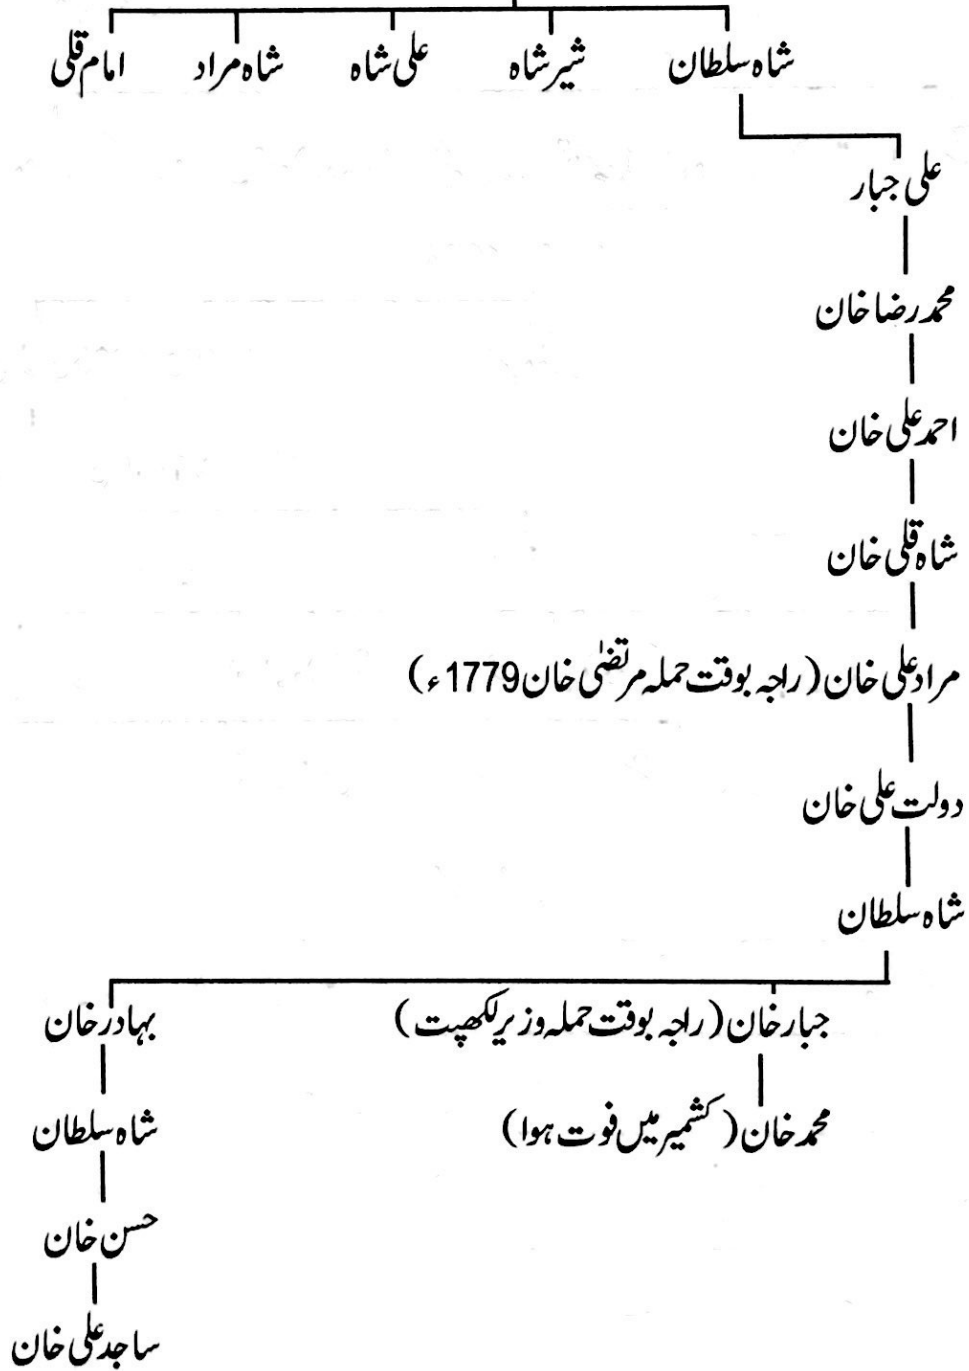 شاہ سلطان شیر شاہ علی شاہ شاہ مراد امام قلی
علی جبار
محمد رضا خان
احمد علی خان
شاہ قلی خان
مراد علی خان (راجہ بوقت حملہ مرتضیٰ خان 1779ء)
دولت علی خان
شاہ سلطان
جبار خان (راجہ بوقت حملہ وزیر لکھپت) بہادر خان
محمد خان (کشمیر میں فوت ہوا) شاہ سلطان
حسن خان
ساجد علی خان